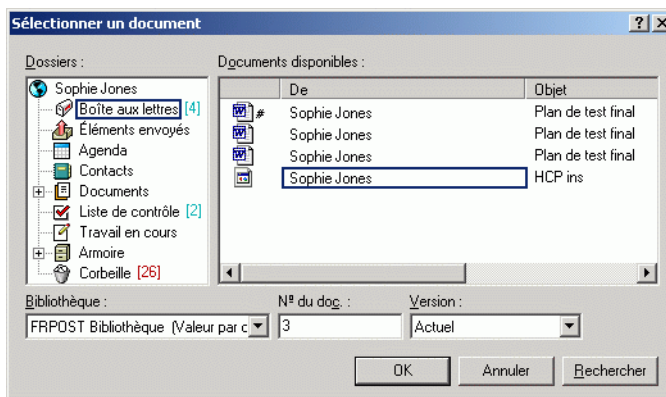 Sélectionner un document
Dossiers :
Documents disponibles :
Sophie Jones
Boîte aux lettres [4]
Éléments envoyés
Agenda
Contacts
Documents
Liste de contrôle [2]
Travail en cours
Armoire
Corbeille [26]
De Objet
# Sophie Jones Plan de test final
Sophie Jones Plan de test final
Sophie Jones Plan de test final
Sophie Jones HCP ins
Bibliothèque : Nº du doc. : Version :
FRPOST Bibliothèque (Valeur par c 3 Actuel
OK Annuler Rechercher